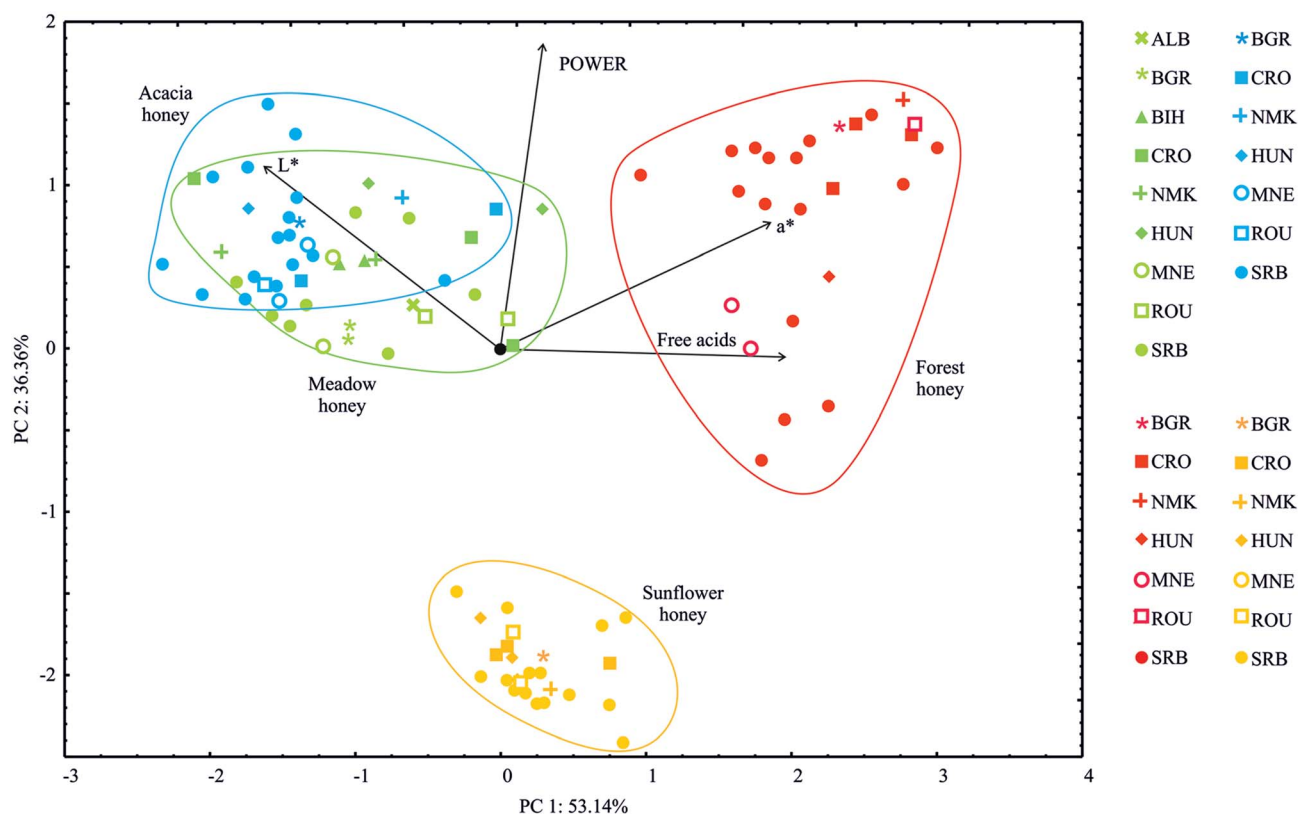 2
1
0
-1
-2
-3
-2
-1
0
1
2
3
4
PC 2: 36.36%
PC 1: 53.14%
POWER
Acacia
honey
L*
a*
Free acids
Meadow
honey
Forest
honey
Sunflower
honey
ALB
BGR
BIH
CRO
NMK
HUN
MNE
ROU
SRB
BGR
CRO
NMK
HUN
MNE
ROU
SRB
BGR
CRO
NMK
HUN
MNE
ROU
SRB
BGR
CRO
NMK
HUN
MNE
ROU
SRB